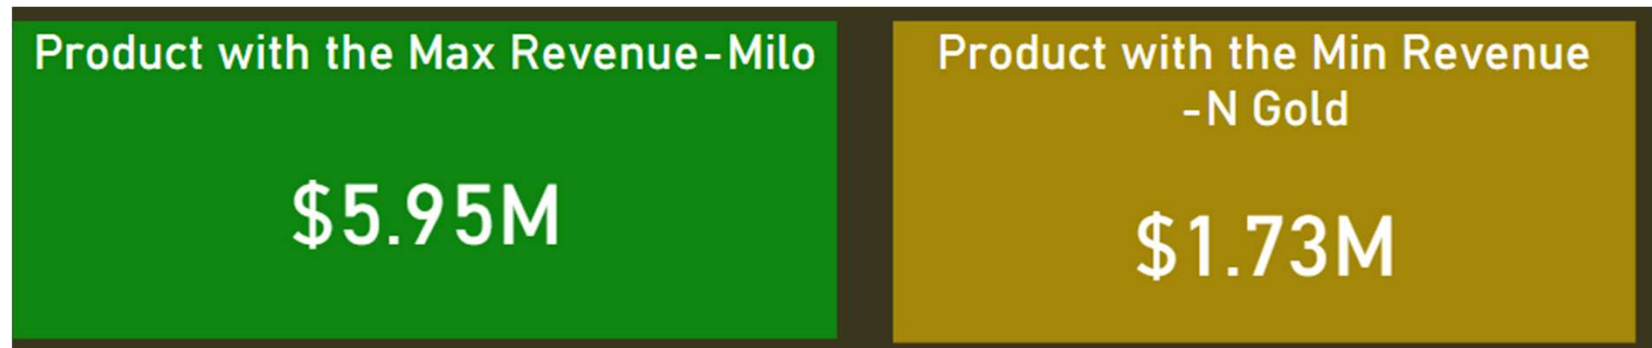 Product with the Max Revenue-Milo
$5.95M
Product with the Min Revenue
-N Gold
$1.73M